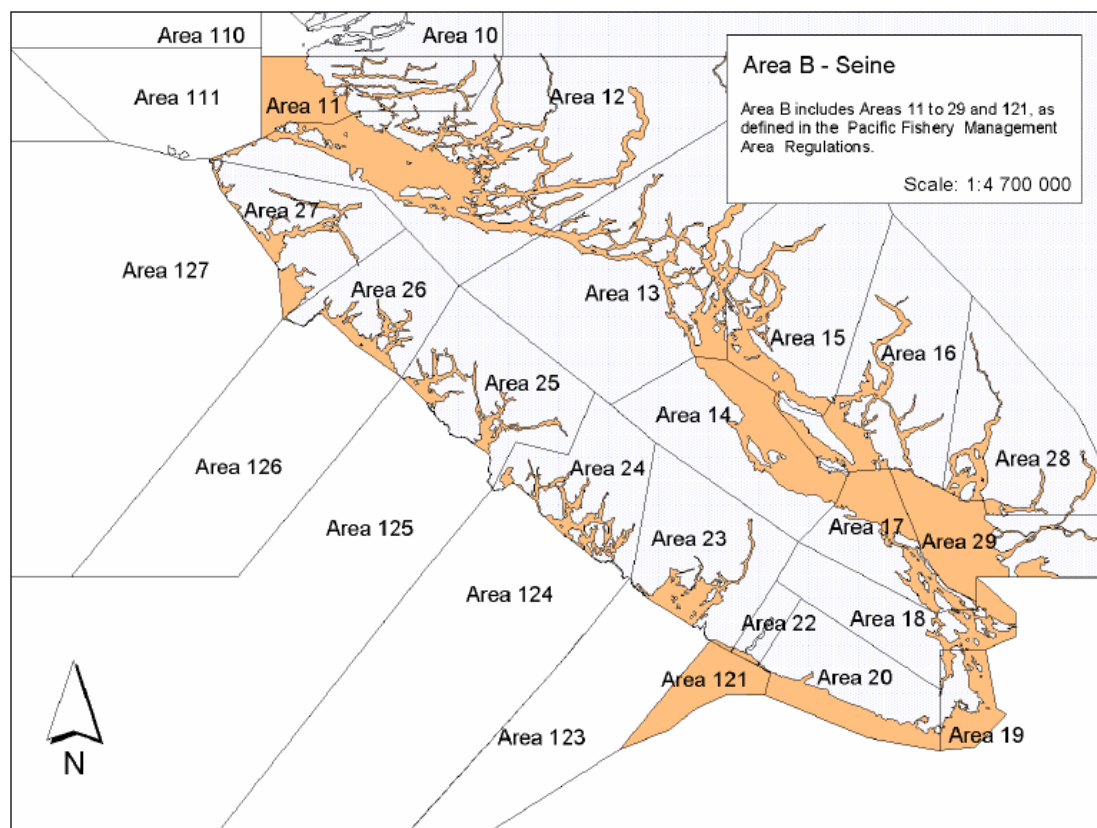 Area 110
Area 10
Area 111
Area 11
Area 12
Area B - Seine
Area B includes Areas 11 to 29 and 121, as
defined in the Pacific Fishery Management
Area Regulations.
Scale: 1:4 700 000
Area 27
Area 127
Area 26
Area 13
Area 15
Area 16
Area 25
Area 14
Area 126
Area 24
Area 28
Area 125
Area 17
Area 23
Area 29
Area 124
Area 22
Area 18
Area 121
Area 20
Area 123
Area 19
N